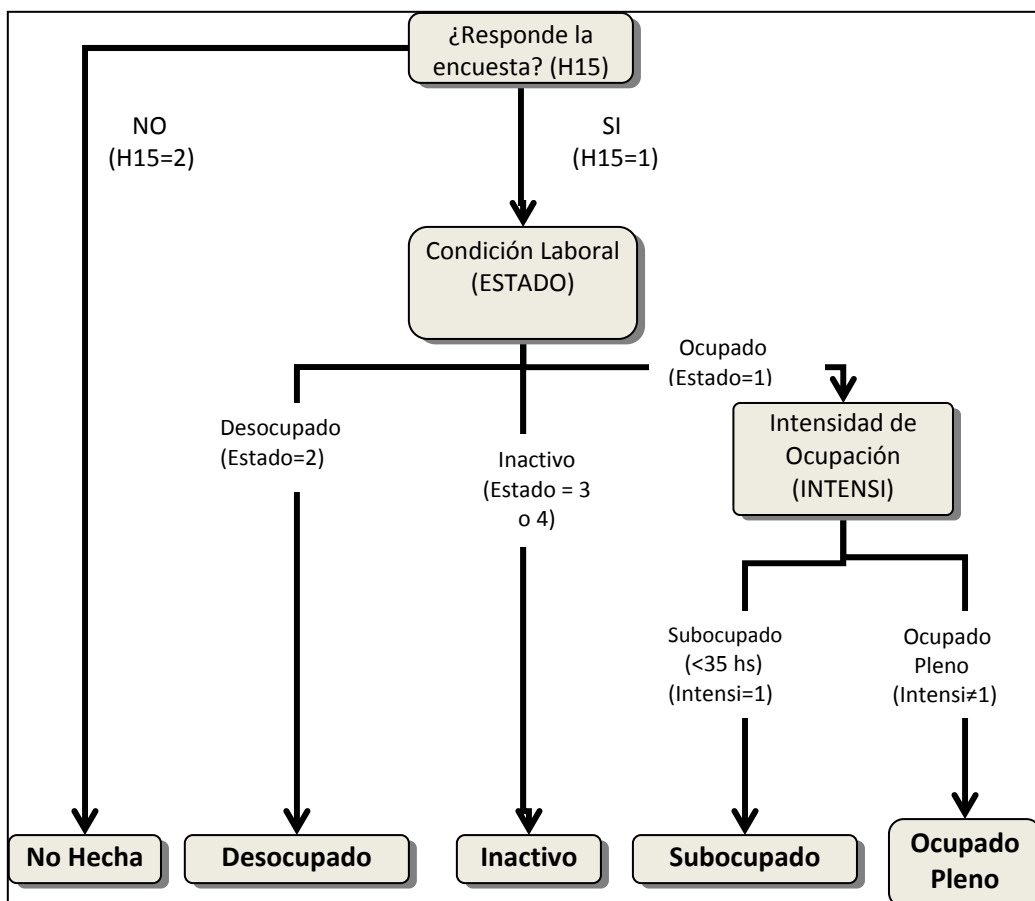 ¿Responde la
encuesta? (H15)
NO
(H15=2)
SI
(H15=1)
Condición Laboral
(ESTADO)
Ocupado
(Estado=1)
Desocupado
(Estado=2)
Inactivo
(Estado = 3
o 4)
Intensidad de
Ocupación
(INTENSI)
Subocupado
(<35 hs)
(Intensi=1)
Ocupado
Pleno
(Intensi≠1)
No Hecha
Desocupado
Inactivo
Subocupado
Ocupado
Pleno